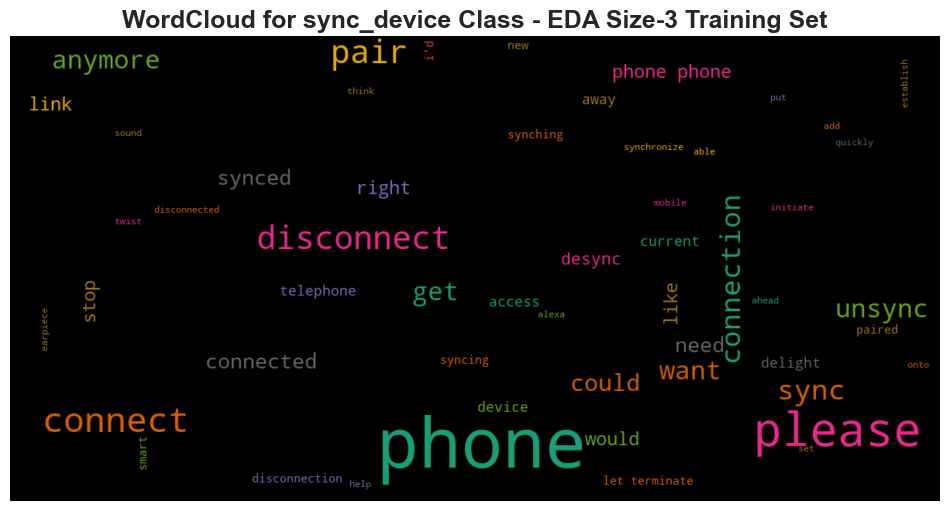 WordCloud for sync_device Class - EDA Size-3 Training Set
anymore
pair
i'd
new
phone phone
establish
link
think
away
put
sound
synching
add
synchronize
able
quickly
synced
right
disconnected
twist
mobile
initiate
disconnect
current
connection
desync
telephone
get
access
alexa
like
ahead
unsync
stop
earpiece
paired
need
connected
syncing
want
delight
onto
could
sync
device
connect
phone
would
please
set
smart
disconnection
help
let terminate